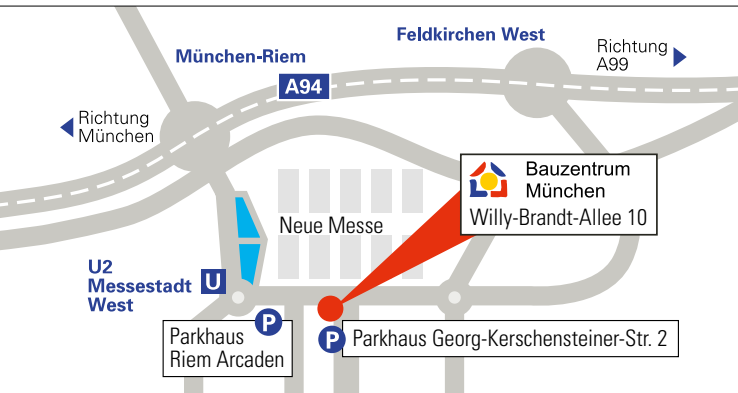 Feldkirchen West
Richtung
A99
München-Riem
A94
Richtung
München
Bauzentrum
München
Willy-Brandt-Allee 10
Neue Messe
U2
Messestadt
West
U
P
Parkhaus
Riem Arcaden
P
Parkhaus Georg-Kerschensteiner-Str. 2